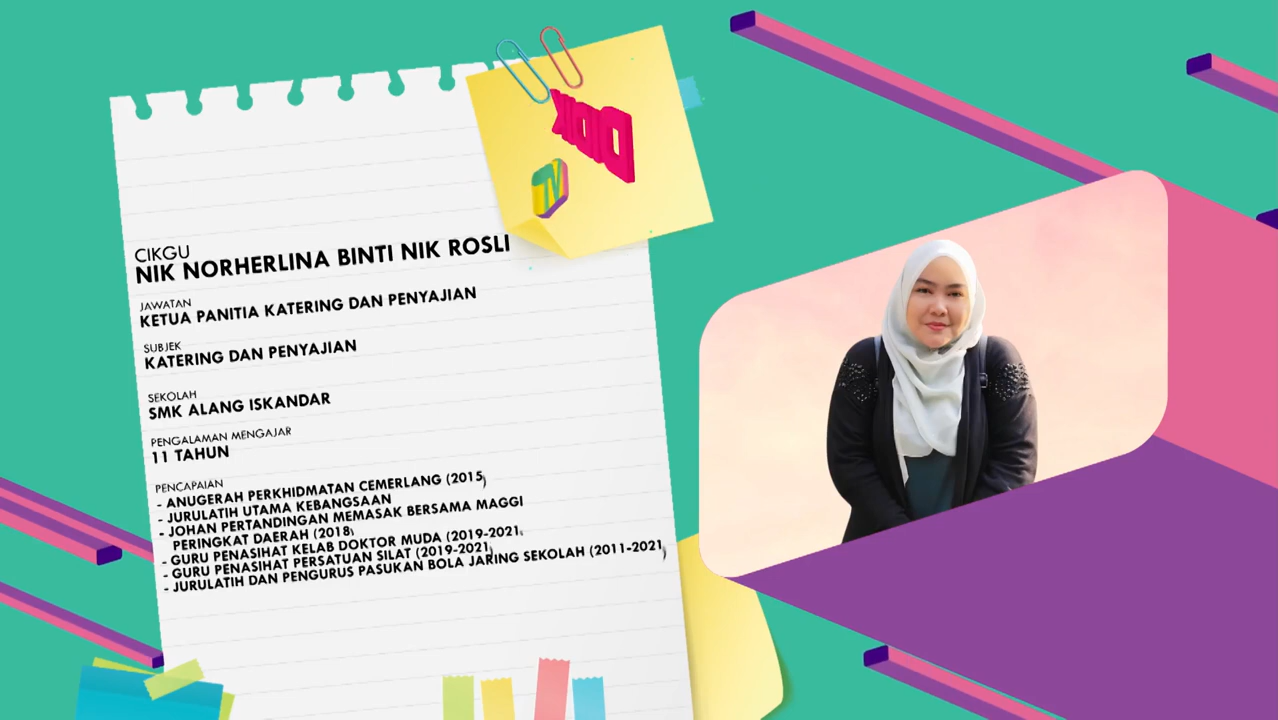 DIDIK
TV
CIKGU
NIK NORHERLINA BINTI NIK ROSLI
JAWATAN
KETUA PANITIA KATERING DAN PENYAJIAN
SUBJEK
KATERING DAN PENYAJIAN
SEKOLAH
SMK ALANG ISKANDAR
PENGALAMAN MENGAJAR
11 TAHUN
PENCAPAIAN
- ANUGERAH PERKHIDMATAN CEMERLANG (2015)
- JURULATIH UTAMA KEBANGSAAN
- JOHAN PERTANDINGAN MEMASAK BERSAMA MAGGI
PERINGKAT DAERAH (2018)
- GURU PENASIHAT KELAB DOKTOR MUDA (2019-2021)
- GURU PENASIHAT PERSATUAN SILAT (2019-2021)
- JURULATIH DAN PENGURUS PASUKAN BOLA JARING SEKOLAH (2011-2021)